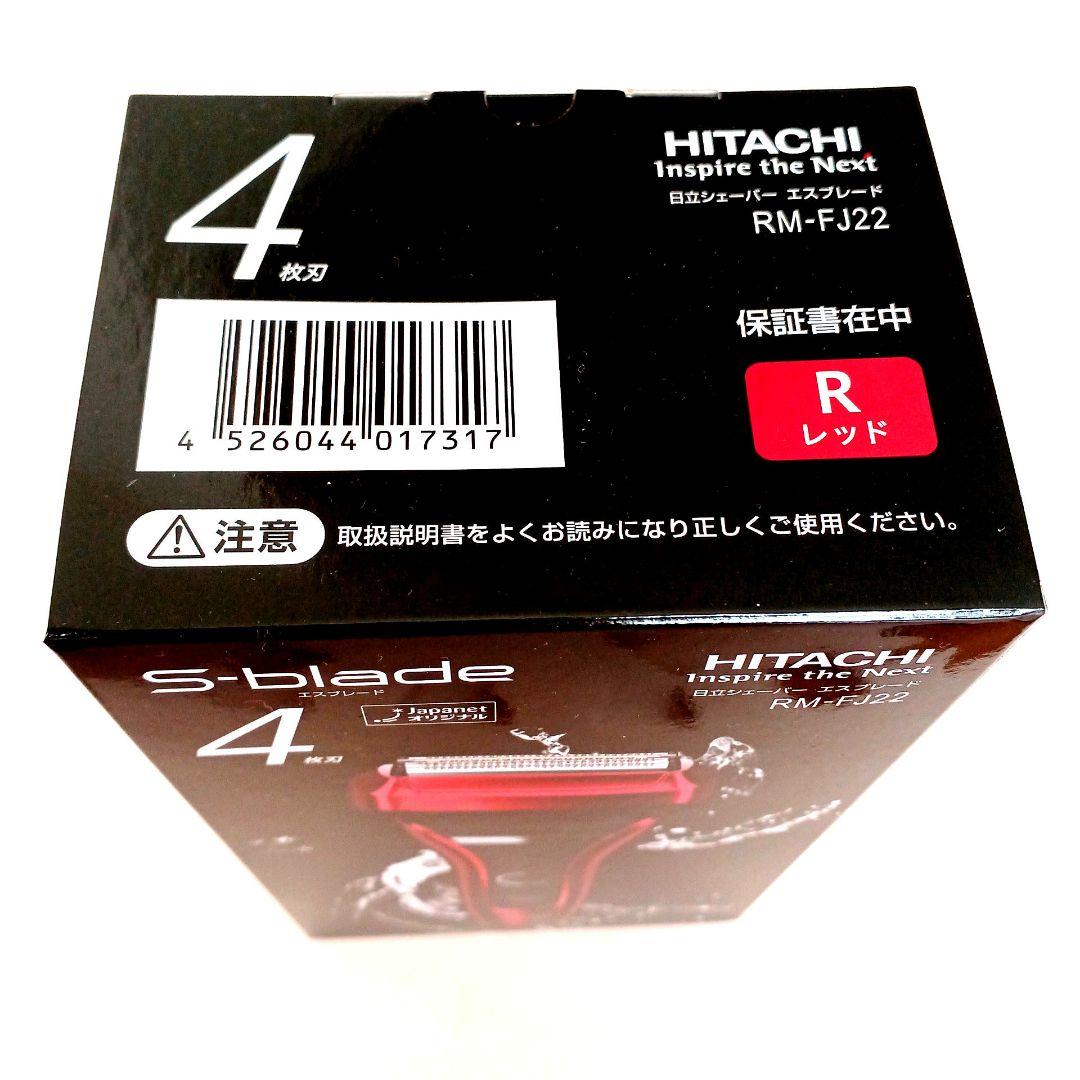 4
枚刃
HITACHI
Inspire the Next
日立シェーバー エスブレード
RM-FJ22
保証書在中
R
レッド
4 526044 017317
注意
取扱説明書をよくお読みになり正しくご使用ください。
S-blade
エスブレード
Japanet
オリジナル
4
枚刃
HITACHI
Inspire the Next
日立シェーバー エスブレード
RM-FJ22